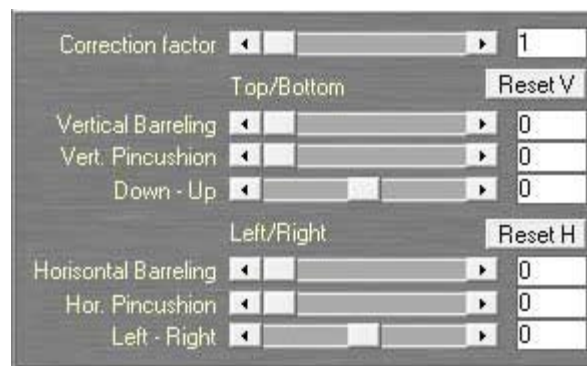 Correction factor 1
Top/Bottom Reset V
Vertical Barreling 0
Vert. Pincushion 0
Down - Up 0
Left/Right Reset H
Horisontal Barreling 0
Hor. Pincushion 0
Left - Right 0